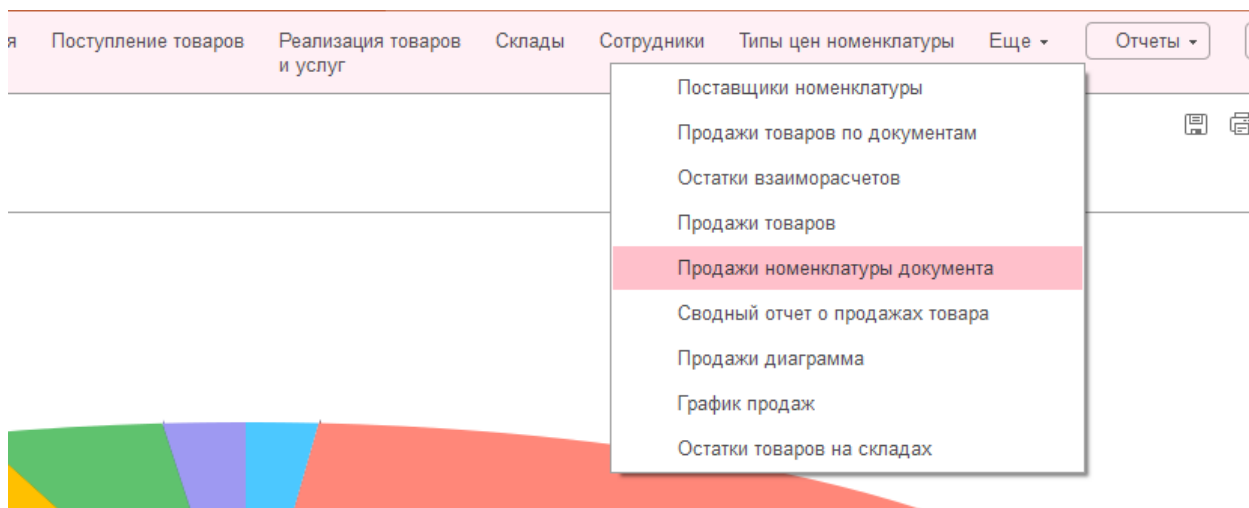 я Поступление товаров Реализация товаров Склады Сотрудники Типы цен номенклатуры Еще Отчеты
и услуг
Поставщики номенклатуры
Продажи товаров по документам
Остатки взаиморасчетов
Продажи товаров
Продажи номенклатуры документа
Сводный отчет о продажах товара
Продажи диаграмма
График продаж
Остатки товаров на складах